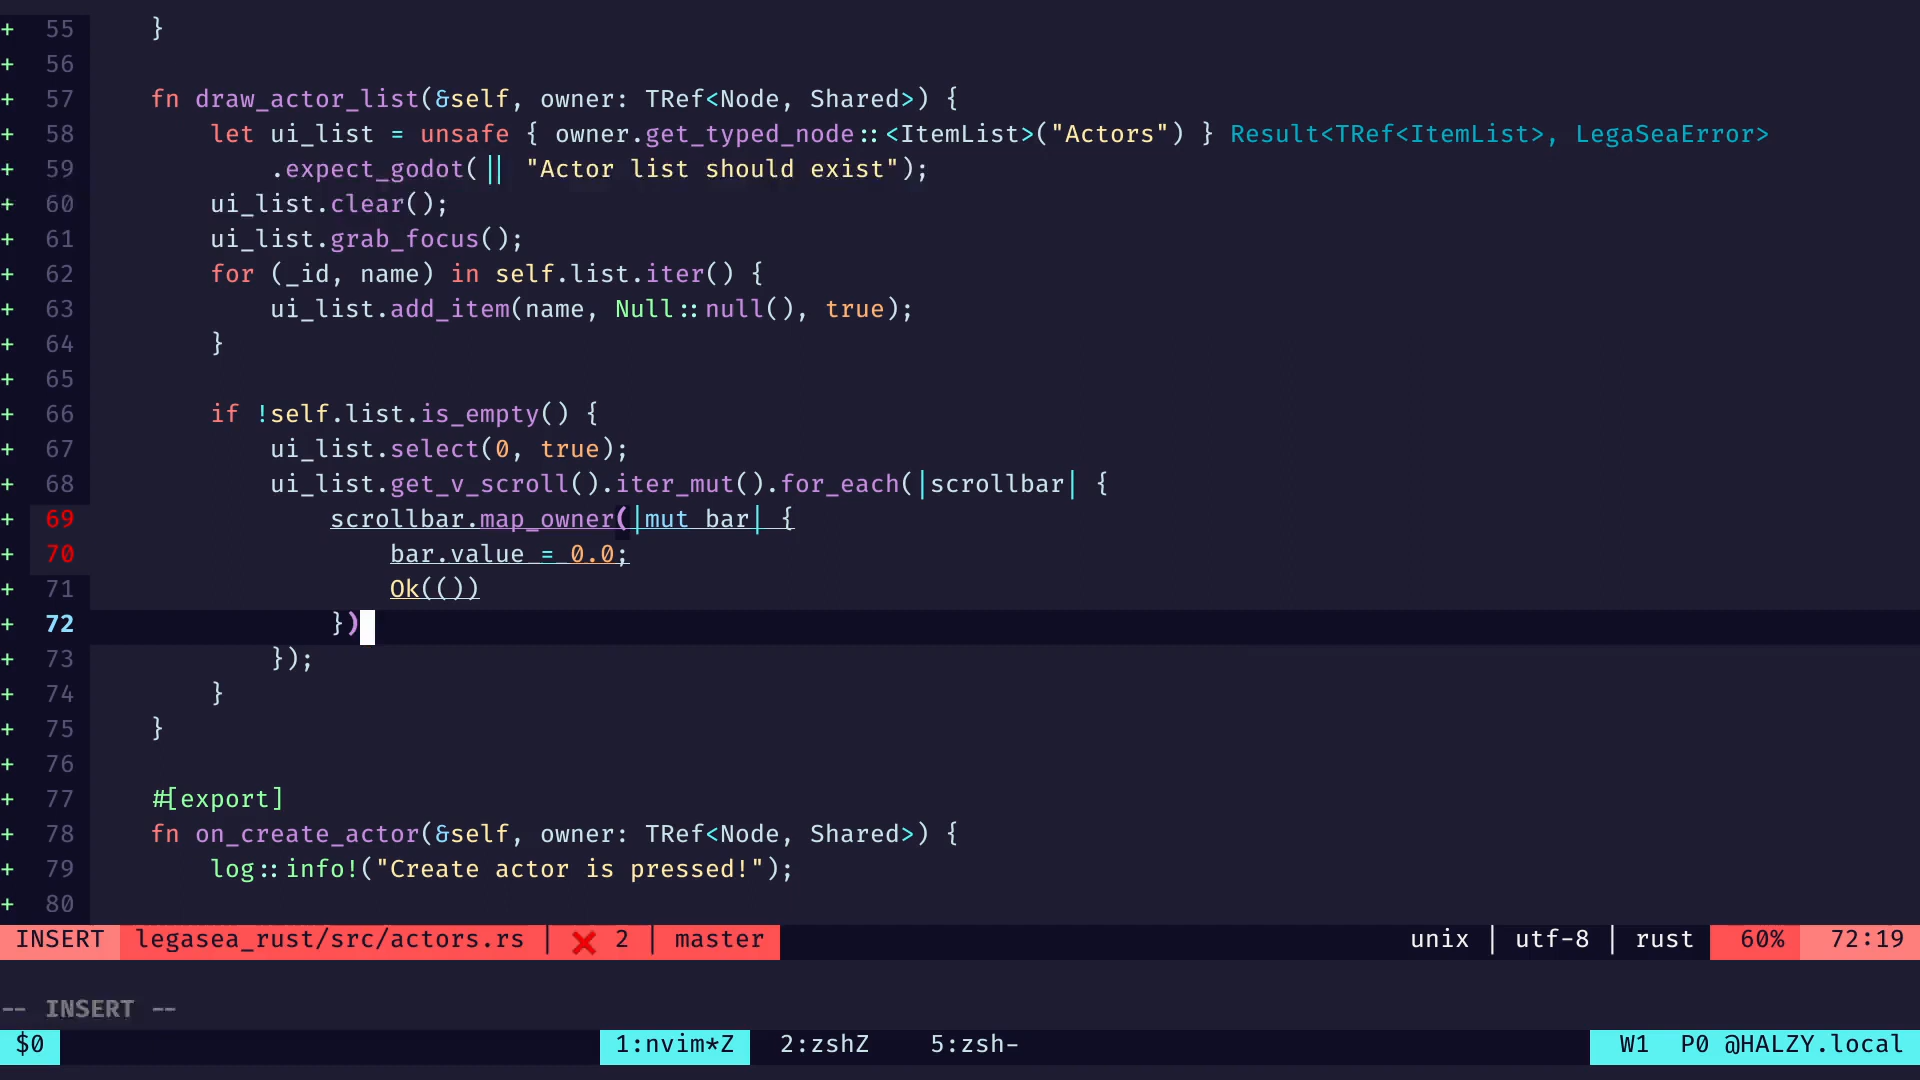 + 55     }
+ 56
+ 57     fn draw_actor_list(&self, owner: TRef<Node, Shared>) {
+ 58         let ui_list = unsafe { owner.get_typed_node::<ItemList>("Actors") } Result<TRef<ItemList>, LegaSeaError>
+ 59             .expect_godot(|| "Actor list should exist");
+ 60         ui_list.clear();
+ 61         ui_list.grab_focus();
+ 62         for (_id, name) in self.list.iter() {
+ 63             ui_list.add_item(name, Null::null(), true);
+ 64         }
+ 65
+ 66         if !self.list.is_empty() {
+ 67             ui_list.select(0, true);
+ 68             ui_list.get_v_scroll().iter_mut().for_each(|scrollbar| {
+ 69                 scrollbar.map_owner(|mut bar| {
+ 70                     bar.value = 0.0;
+ 71                     Ok(())
+ 72                 })
+ 73             });
+ 74         }
+ 75     }
+ 76
+ 77     #[export]
+ 78     fn on_create_actor(&self, owner: TRef<Node, Shared>) {
+ 79         log::info!("Create actor is pressed!");
+ 80
INSERT legasea_rust/src/actors.rs | ❌ 2 | master unix | utf-8 | rust 60% 72:19
-- INSERT --
$0 1:nvim*Z 2:zshZ 5:zsh- W1 P0 @HALZY.local